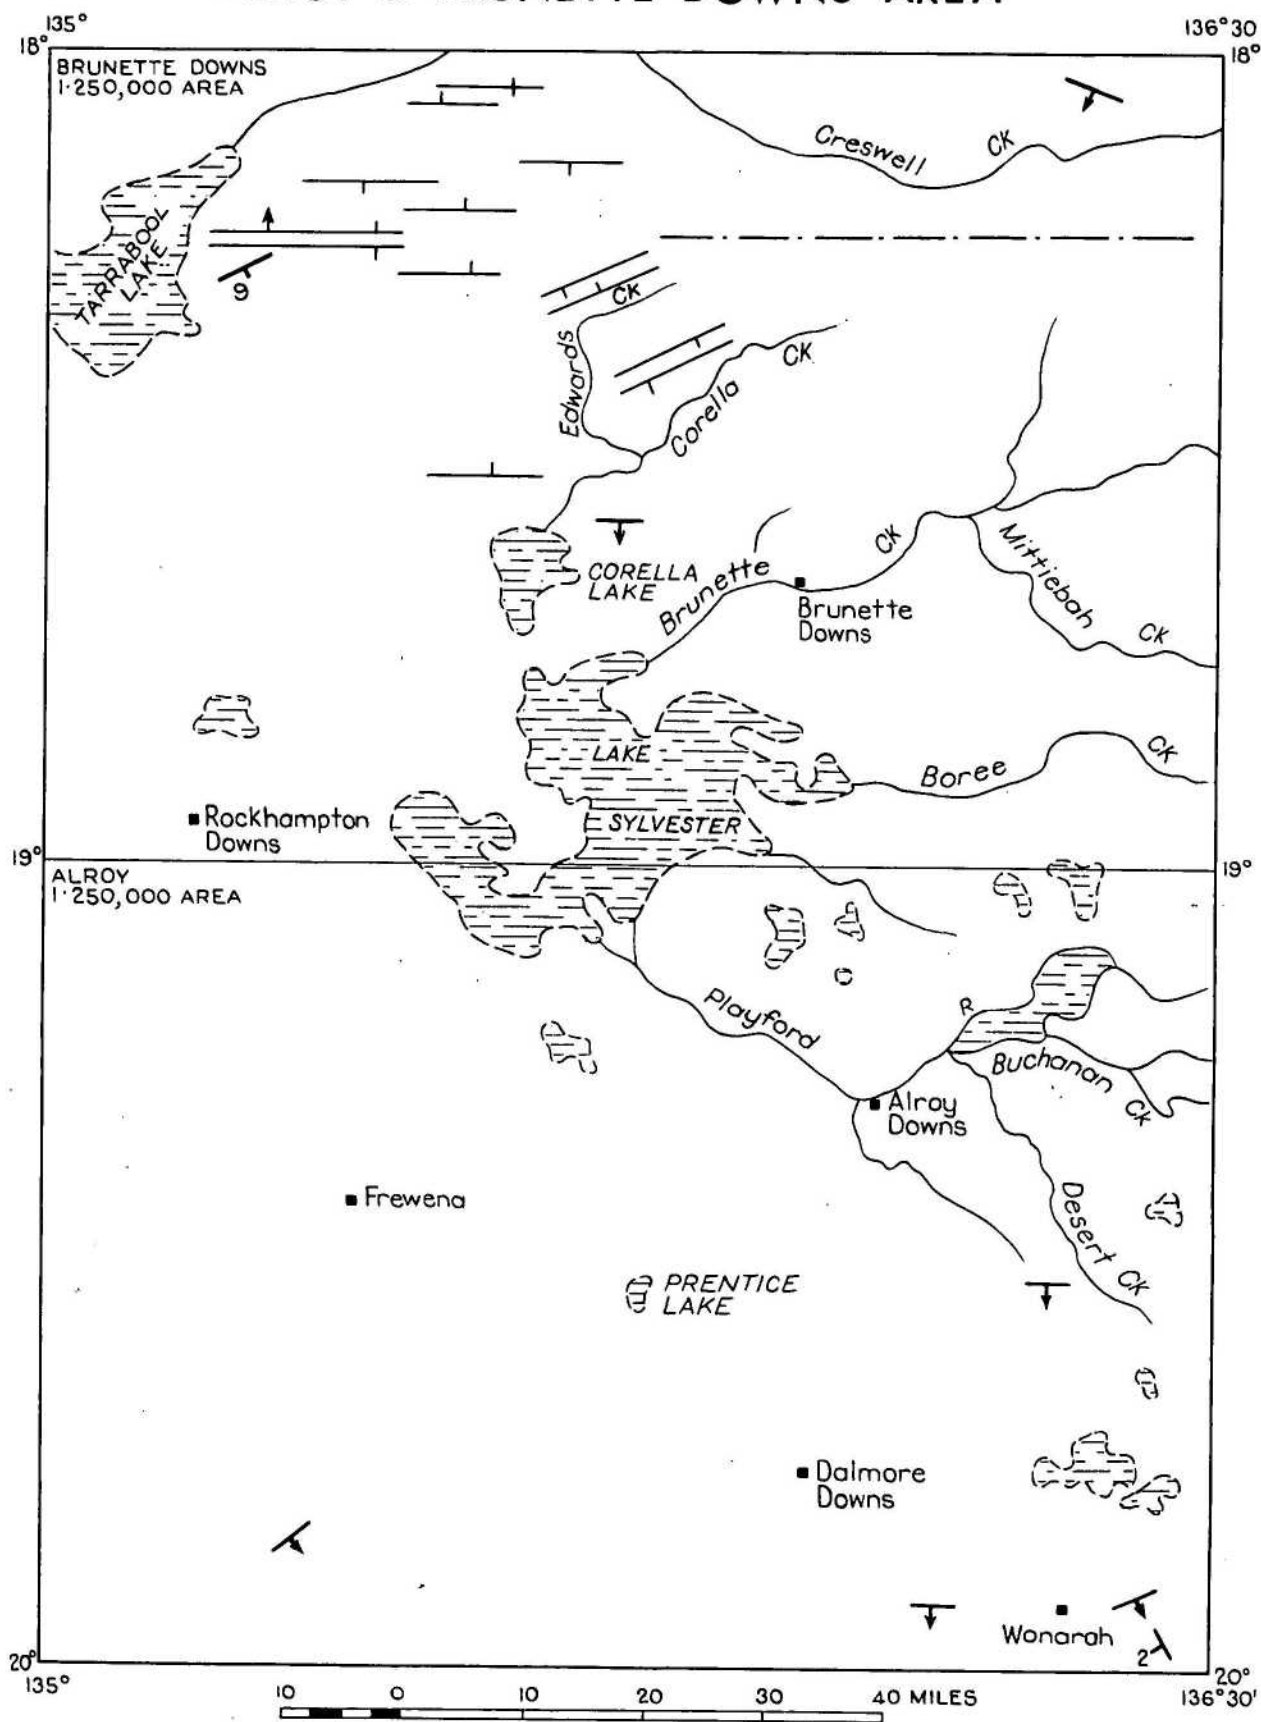 DOWNS AREA
135°
136°30
18°
18°
BRUNETTE DOWNS
1:250,000 AREA
Creswell CK
TARRABOOL
LAKE
9
CK
Edwards
Corella CK
CORELLA
LAKE
Brunette CK
Brunette
Downs
Mittiebah CK
LAKE
SYLVESTER
Boree CK
Rockhampton
Downs
19°
19°
ALROY
1:250,000 AREA
Playford R
Buchanan CK
Alroy
Downs
Frewena
Desert CK
PRENTICE
LAKE
Dalmore
Downs
Wonarah
2
20°
20°
135°
136°30'
10 0 10 20 30 40 MILES